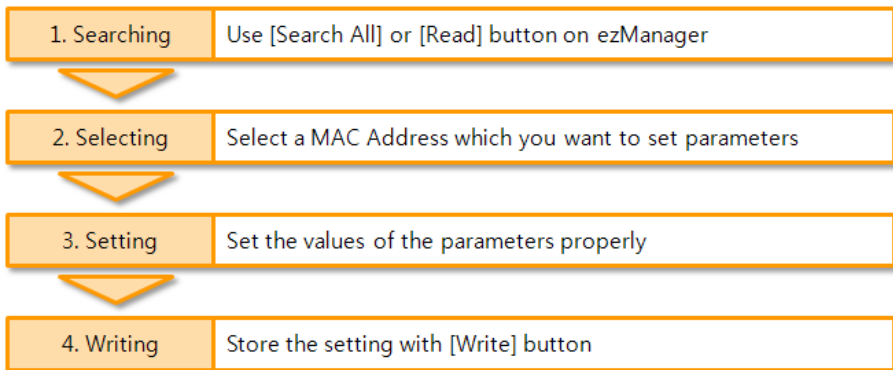 1. Searching Use [Search All] or [Read] button on ezManager
2. Selecting Select a MAC Address which you want to set parameters
3. Setting Set the values of the parameters properly
4. Writing Store the setting with [Write] button